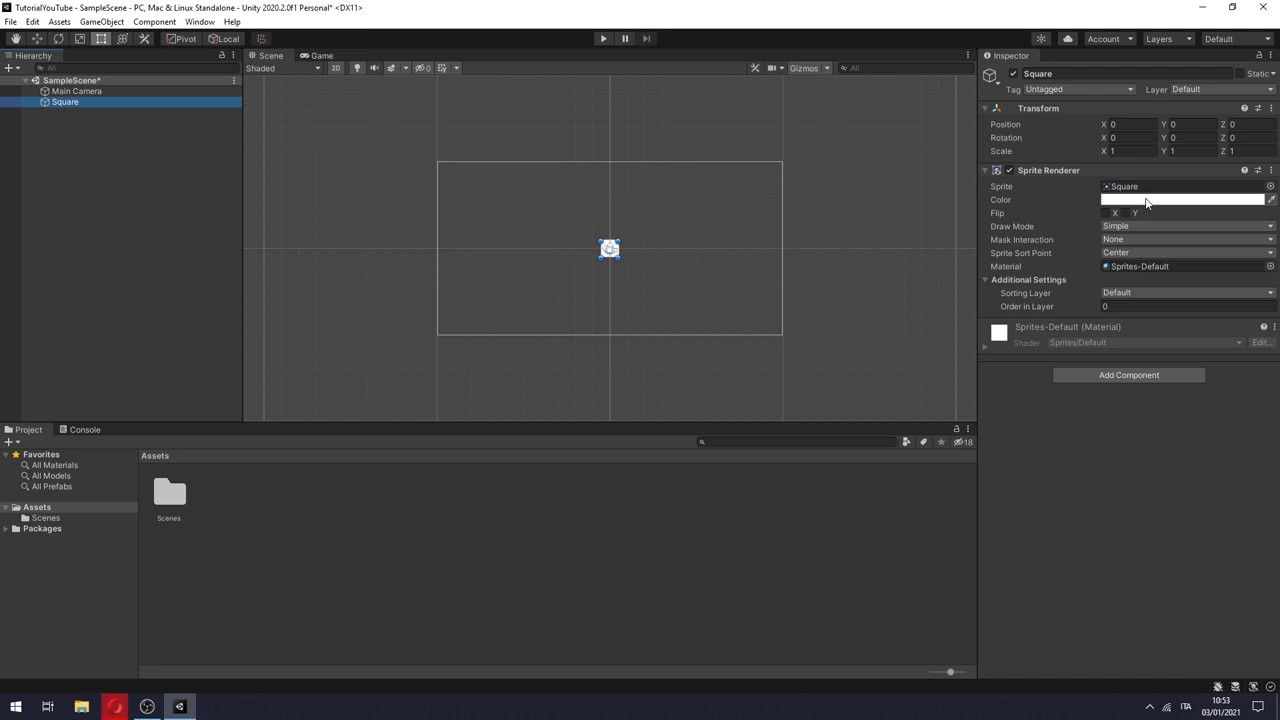 TutorialYouTube - SampleScene - PC, Mac & Linux Standalone - Unity 2020.2.0f1 Personal* <DX11>
File Edit Assets GameObject Component Window Help
Pivot Local Account Layers Default
Hierarchy
All
SampleScene*
Main Camera
Square
Scene Game
Shaded 2D 0 Gizmos All
Inspector
Square Static
Tag Untagged Layer Default
Transform
Position X 0 Y 0 Z 0
Rotation X 0 Y 0 Z 0
Scale X 1 Y 1 Z 1
Sprite Renderer
Sprite Square
Color
Flip X Y
Draw Mode Simple
Mask Interaction None
Sprite Sort Point Center
Material Sprites-Default
Additional Settings
Sorting Layer Default
Order in Layer 0
Sprites-Default (Material)
Shader Sprites/Default Edit...
Add Component
Project Console
18
Favorites
All Materials
All Models
All Prefabs
Assets
Scenes
Packages
Assets
Scenes
ITA
10:53
03/01/2021